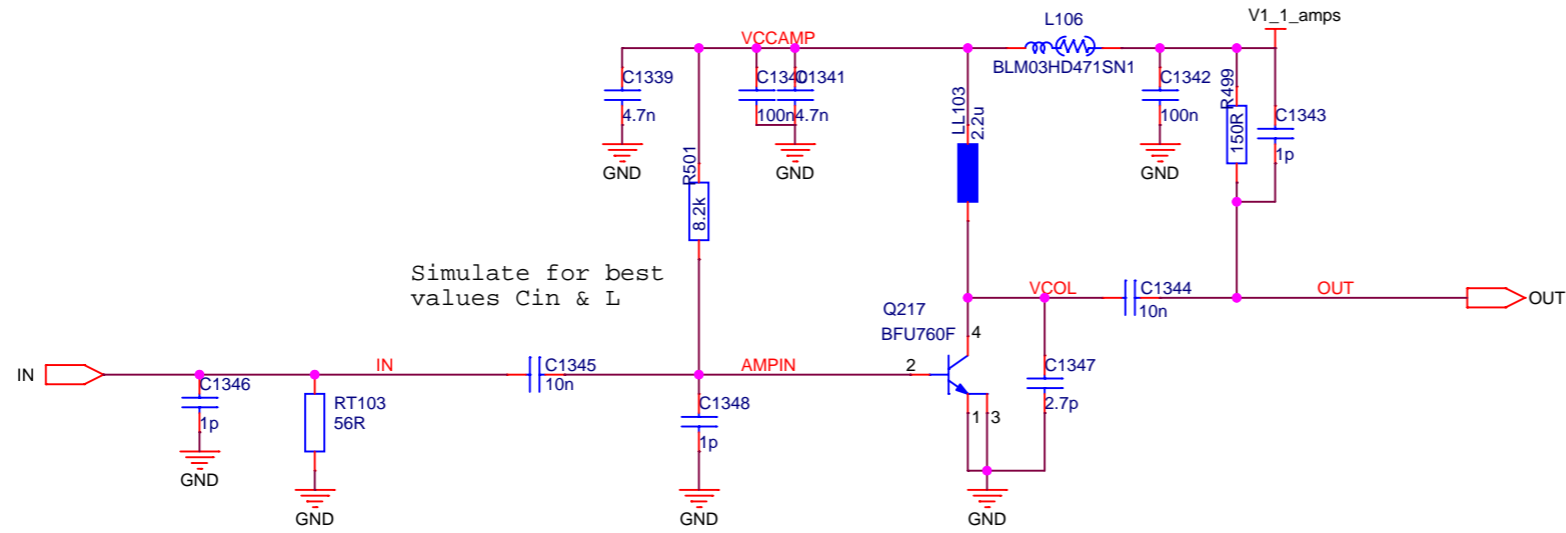 V1_1_amps
L106
VCCAMP
BLM03HD471SN1
C1339
4.7n
GND
C1340
100n
C1341
4.7n
GND
LL103
2.2u
C1342
100n
GND
R499
150R
C1343
1p
R501
8.2k
Simulate for best
values Cin & L
VCOL
C1344
10n
OUT
OUT
Q217
BFU760F
4
2
1
3
C1347
2.7p
GND
IN
IN
C1346
1p
GND
RT103
56R
GND
C1345
10n
AMPIN
C1348
1p
GND